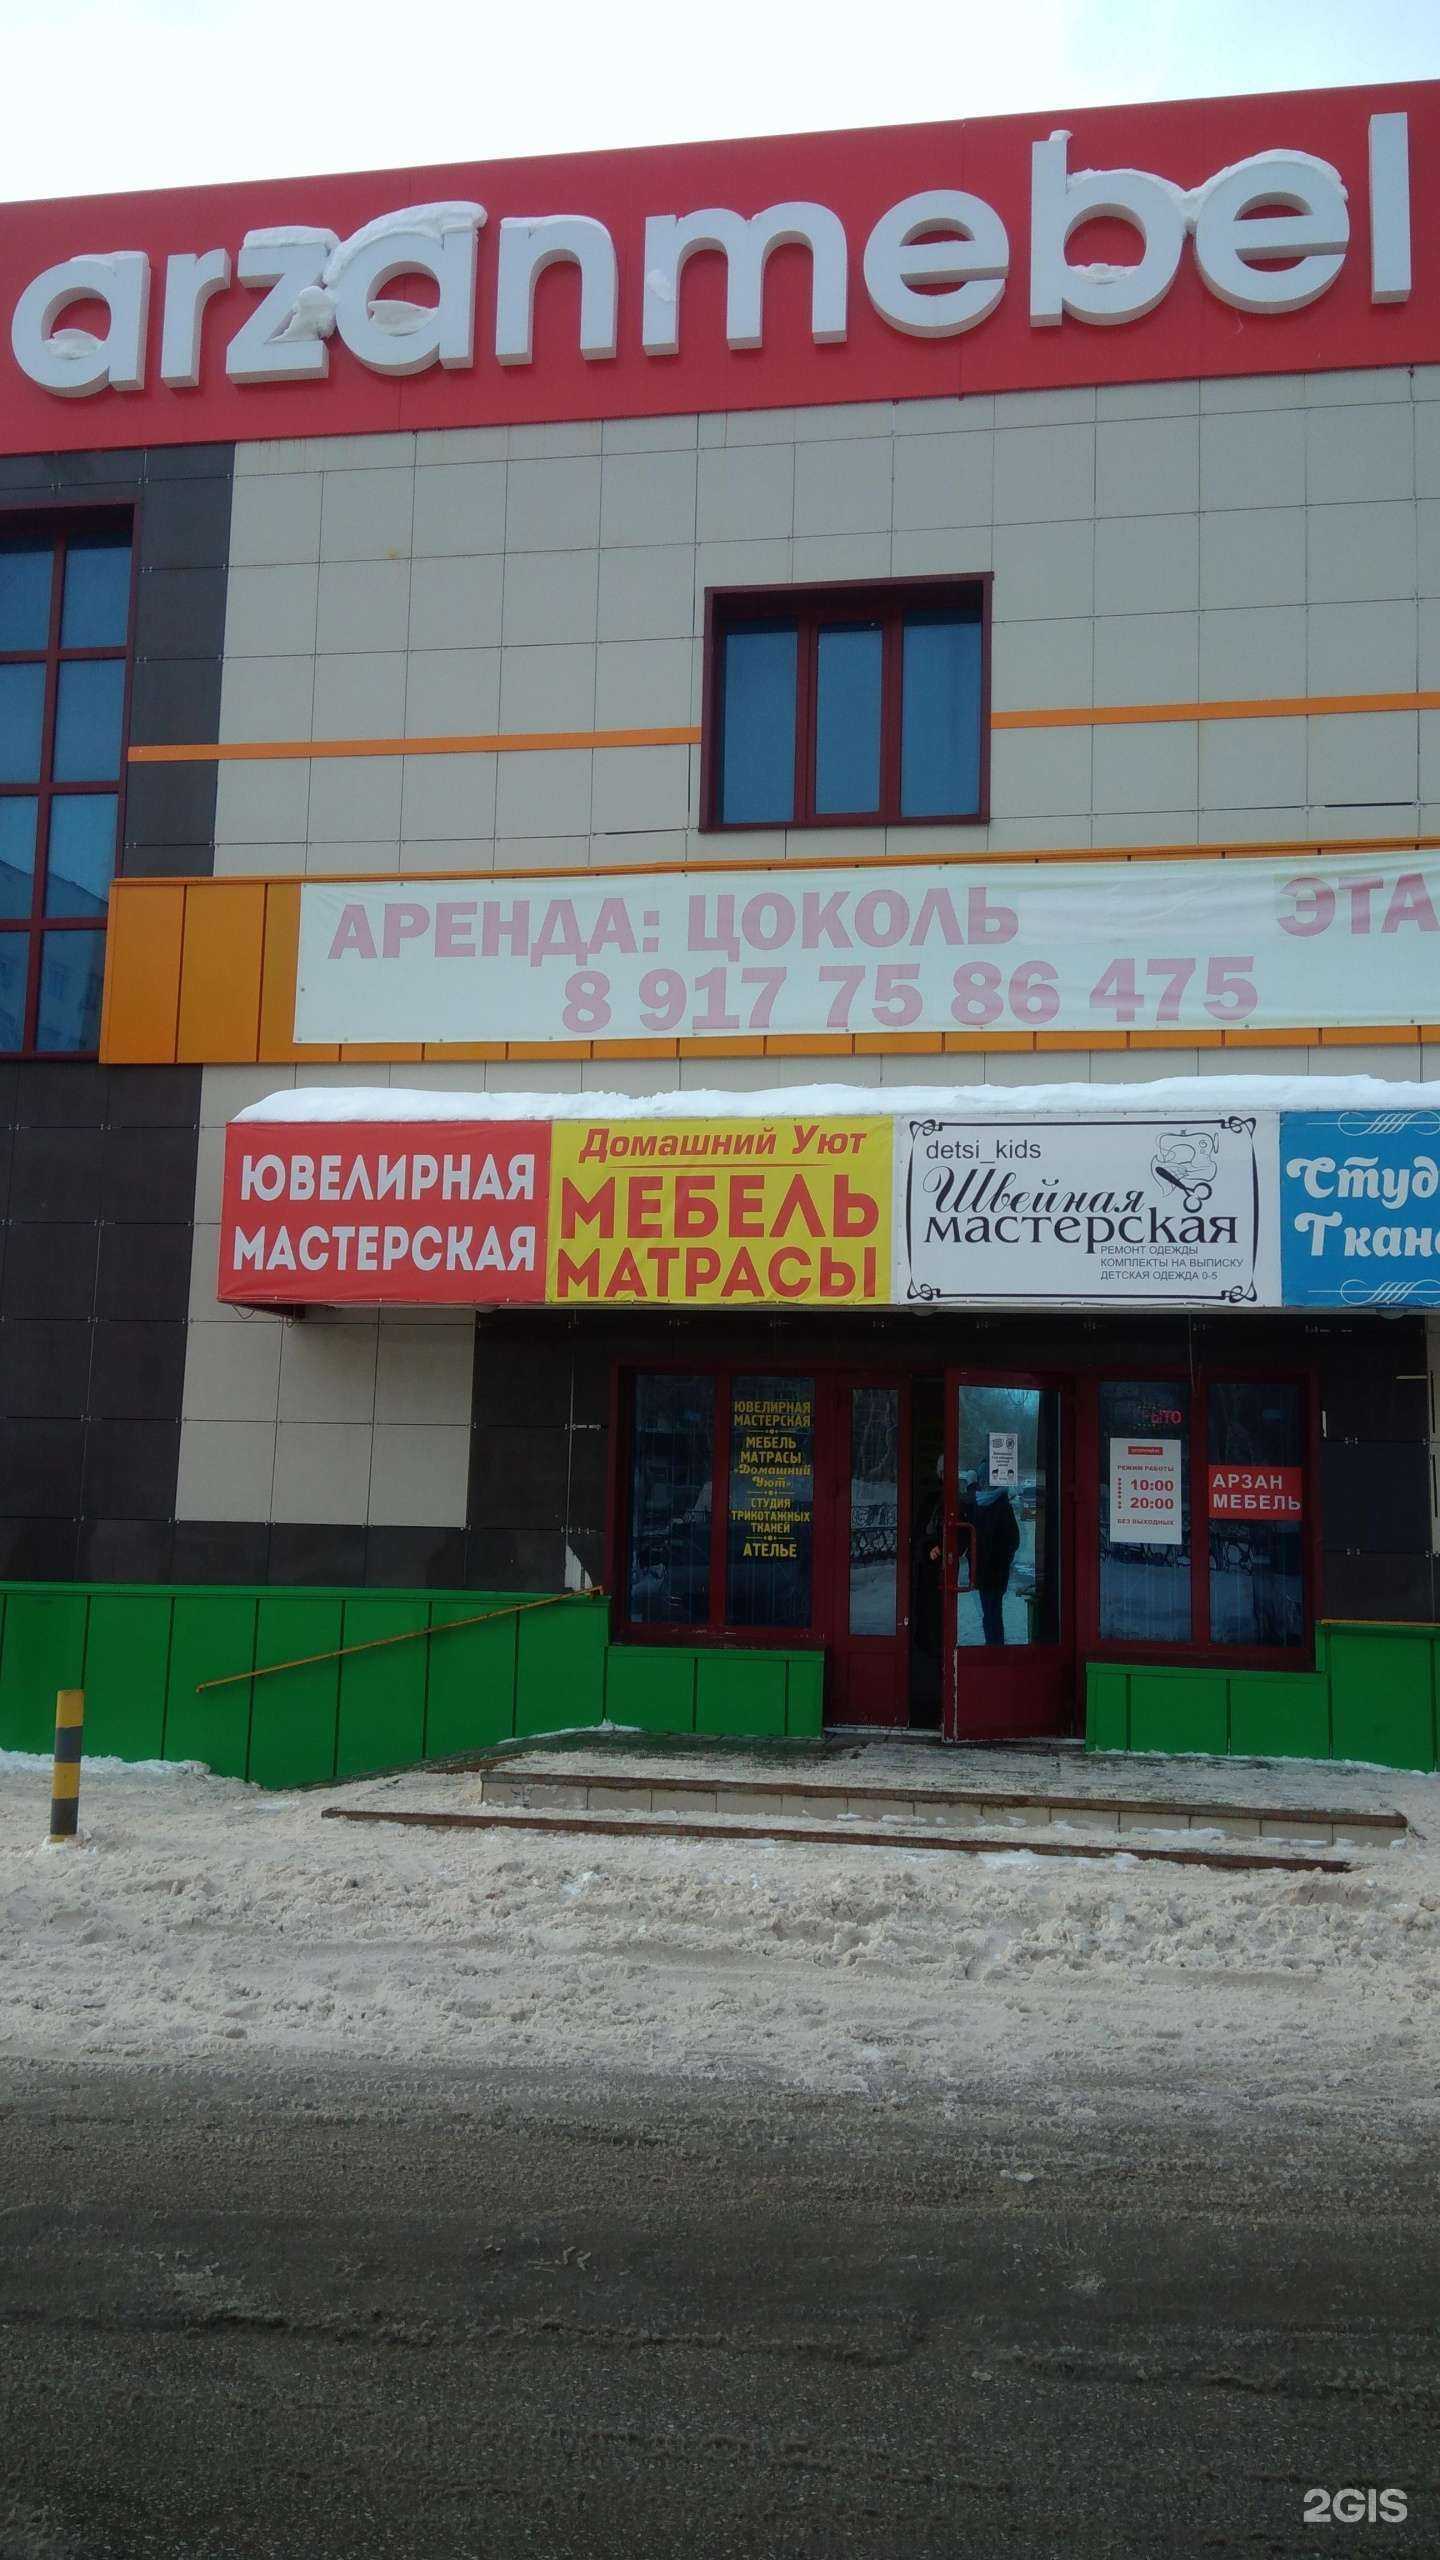 arzanmebel
АРЕНДА: ЦОКОЛЬ ЭТА
8 917 75 86 475
ЮВЕЛИРНАЯ
МАСТЕРСКАЯ
Домашний Уют
МЕБЕЛЬ
МАТРАСЫ
detsi_kids
Швейная
мастерская
РЕМОНТ ОДЕЖДЫ
КОМПЛЕКТЫ НА ВЫПИСКУ
ДЕТСКАЯ ОДЕЖДА 0-5
Студ
Ткан
ЮВЕЛИРНАЯ
МАСТЕРСКАЯ
МЕБЕЛЬ
МАТРАСЫ
«Домашний
Уют»
СТУДИЯ
ТРИКОТАЖНЫХ
ТКАНЕЙ
АТЕЛЬЕ
РЕЖИМ РАБОТЫ
10:00
20:00
БЕЗ ВЫХОДНЫХ
АРЗАН
МЕБЕЛЬ
2GIS